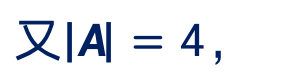 又|A| = 4,